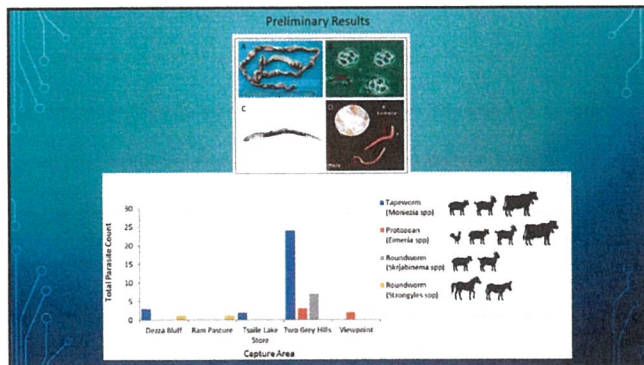 Preliminary Results
A
C
D
Female
Male
Total Parasite Count
30
25
20
15
10
5
0
Dezza Bluff
Ram Pasture
Tsaile Lake
Store
Two Grey Hills
Viewpoint
Capture Area
Tapeworm
(Moniezia spp)
Protozoan
(Eimeria spp)
Roundworm
(Skrjabinema spp)
Roundworm
(Strongyles spp)